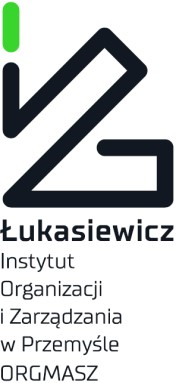 Łukasiewicz
Instytut
Organizacji
i Zarządzania
w Przemyśle
ORGMASZ